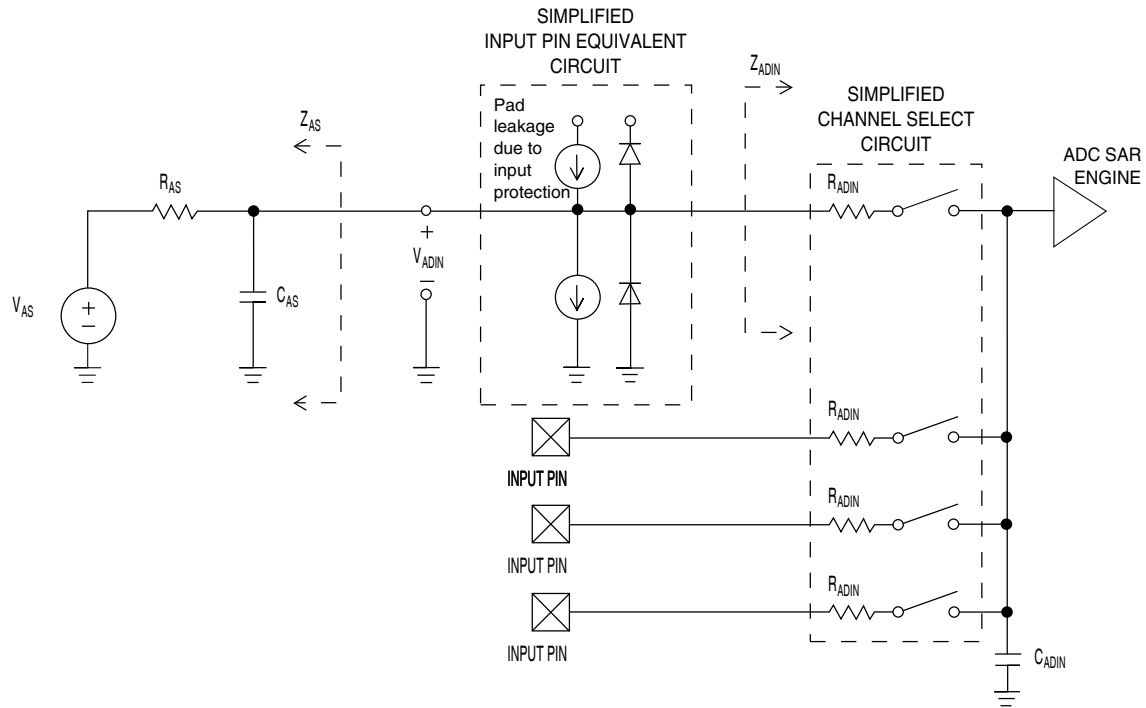 SIMPLIFIED
INPUT PIN EQUIVALENT
CIRCUIT
Pad
leakage
due to
input
protection
Z_ADIN
SIMPLIFIED
CHANNEL SELECT
CIRCUIT
ADC SAR
ENGINE
Z_AS
R_AS
R_ADIN
+
V_ADIN
–
C_AS
V_AS
+
–
R_ADIN
INPUT PIN
R_ADIN
INPUT PIN
R_ADIN
INPUT PIN
C_ADIN